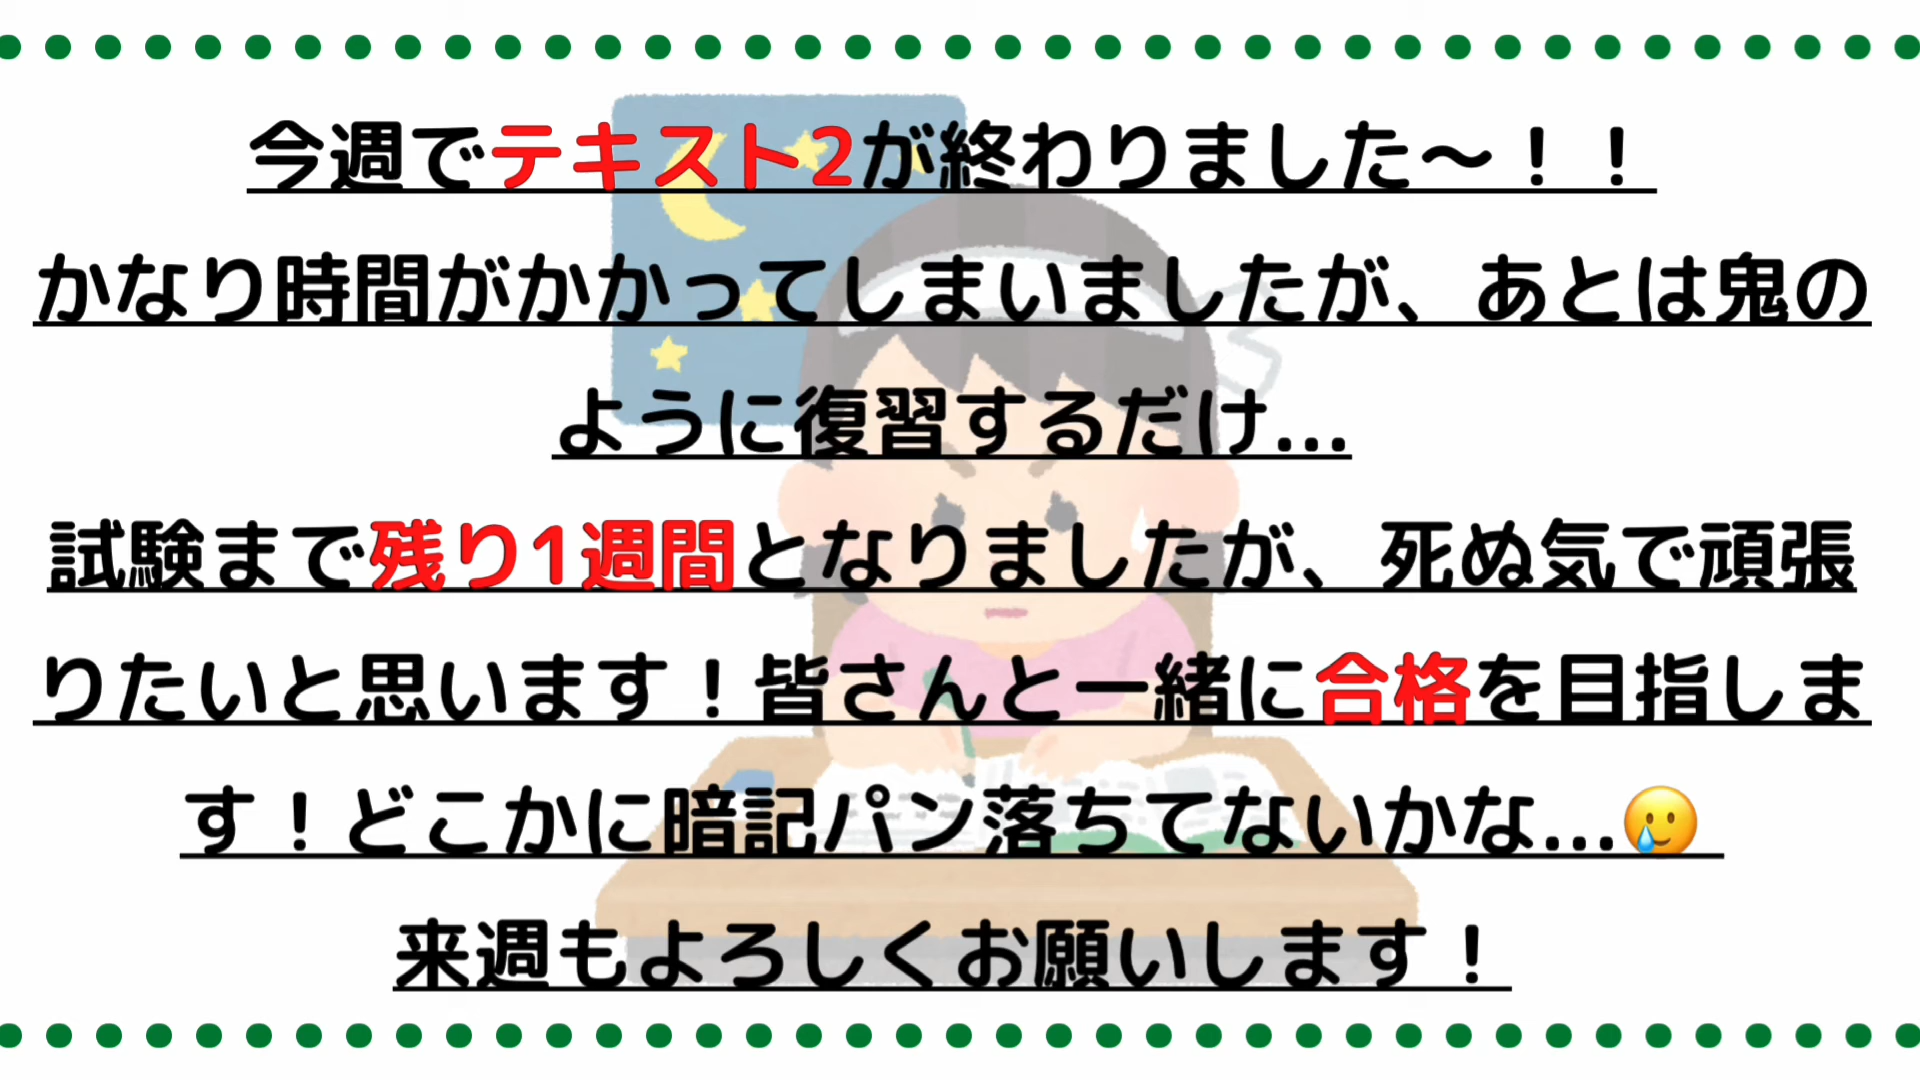 今週でテキスト2が終わりました～！！
かなり時間がかかってしまいましたが、あとは鬼の
ように復習するだけ...
試験まで残り1週間となりましたが、死ぬ気で頑張
りたいと思います！皆さんと一緒に合格を目指しま
す！どこかに暗記パン落ちてないかな...🥲
来週もよろしくお願いします！